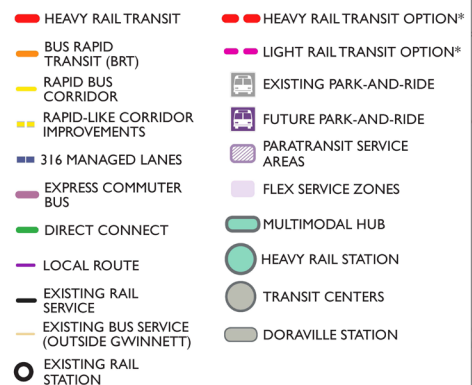 HEAVY RAIL TRANSIT
BUS RAPID
TRANSIT (BRT)
RAPID BUS
CORRIDOR
RAPID-LIKE CORRIDOR
IMPROVEMENTS
316 MANAGED LANES
EXPRESS COMMUTER
BUS
DIRECT CONNECT
LOCAL ROUTE
EXISTING RAIL
SERVICE
EXISTING BUS SERVICE
(OUTSIDE GWINNETT)
EXISTING RAIL
STATION
HEAVY RAIL TRANSIT OPTION*
LIGHT RAIL TRANSIT OPTION*
EXISTING PARK-AND-RIDE
FUTURE PARK-AND-RIDE
PARATRANSIT SERVICE
AREAS
FLEX SERVICE ZONES
MULTIMODAL HUB
HEAVY RAIL STATION
TRANSIT CENTERS
DORAVILLE STATION